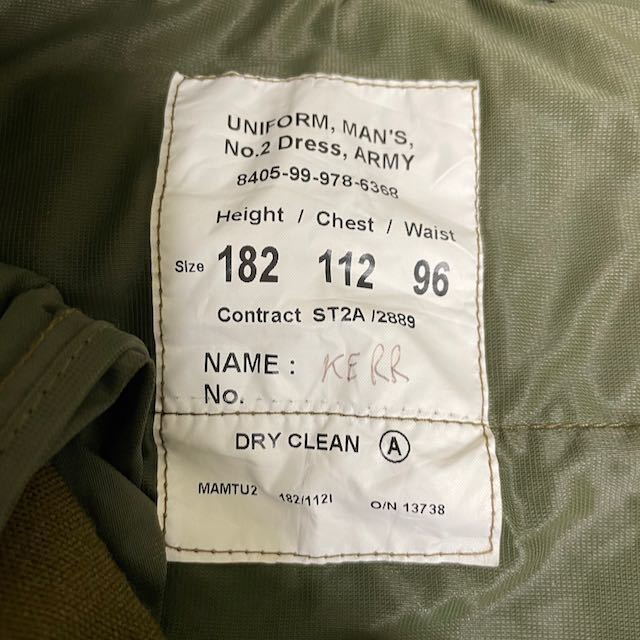 UNIFORM, MAN'S,
No.2 Dress, ARMY
8405-99-978-6368
Height / Chest / Waist
Size 182 112 96
Contract ST2A /2889
NAME : KERR
No.
DRY CLEAN A
MAMTU2 182/112I O/N 13738